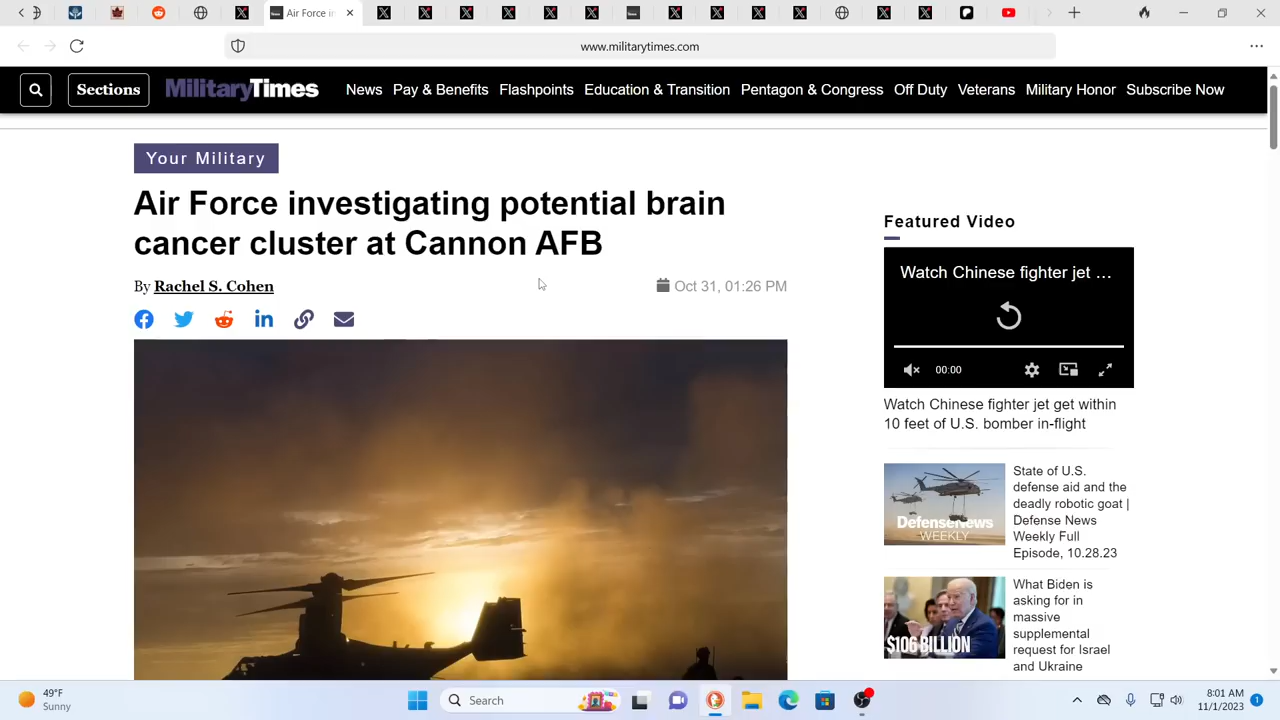 Air Force in
www.militarytimes.com
Sections
MilitaryTimes
News
Pay & Benefits
Flashpoints
Education & Transition
Pentagon & Congress
Off Duty
Veterans
Military Honor
Subscribe Now
Your Military
Air Force investigating potential brain
cancer cluster at Cannon AFB
By Rachel S. Cohen
Oct 31, 01:26 PM
Featured Video
Watch Chinese fighter jet get ...
00:00
Watch Chinese fighter jet get within
10 feet of U.S. bomber in-flight
DefenseNews
WEEKLY
State of U.S.
defense aid and the
deadly robotic goat |
Defense News
Weekly Full
Episode, 10.28.23
$106 BILLION
What Biden is
asking for in
massive
supplemental
request for Israel
and Ukraine
49°F
Sunny
Search
8:01 AM
11/1/2023
1